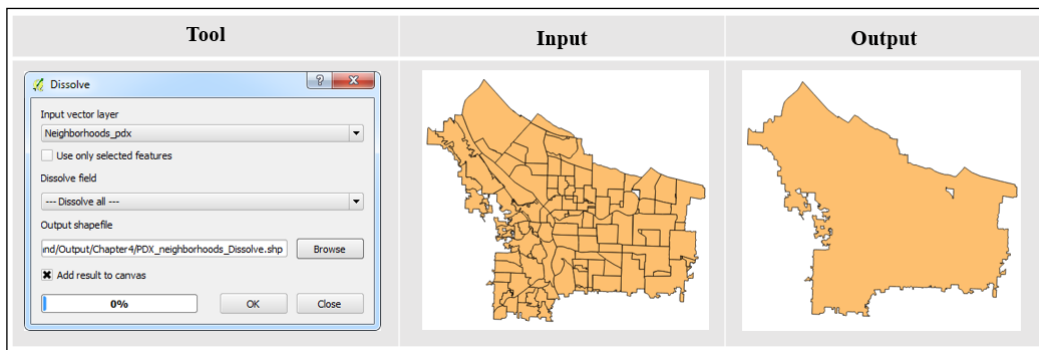 Tool
Input
Output
Dissolve
Input vector layer
Neighborhoods_pdx
Use only selected features
Dissolve field
--- Dissolve all ---
Output shapefile
ınd/Output/Chapter4/PDX_neighborhoods_Dissolve.shp
Browse
Add result to canvas
0%
OK
Close